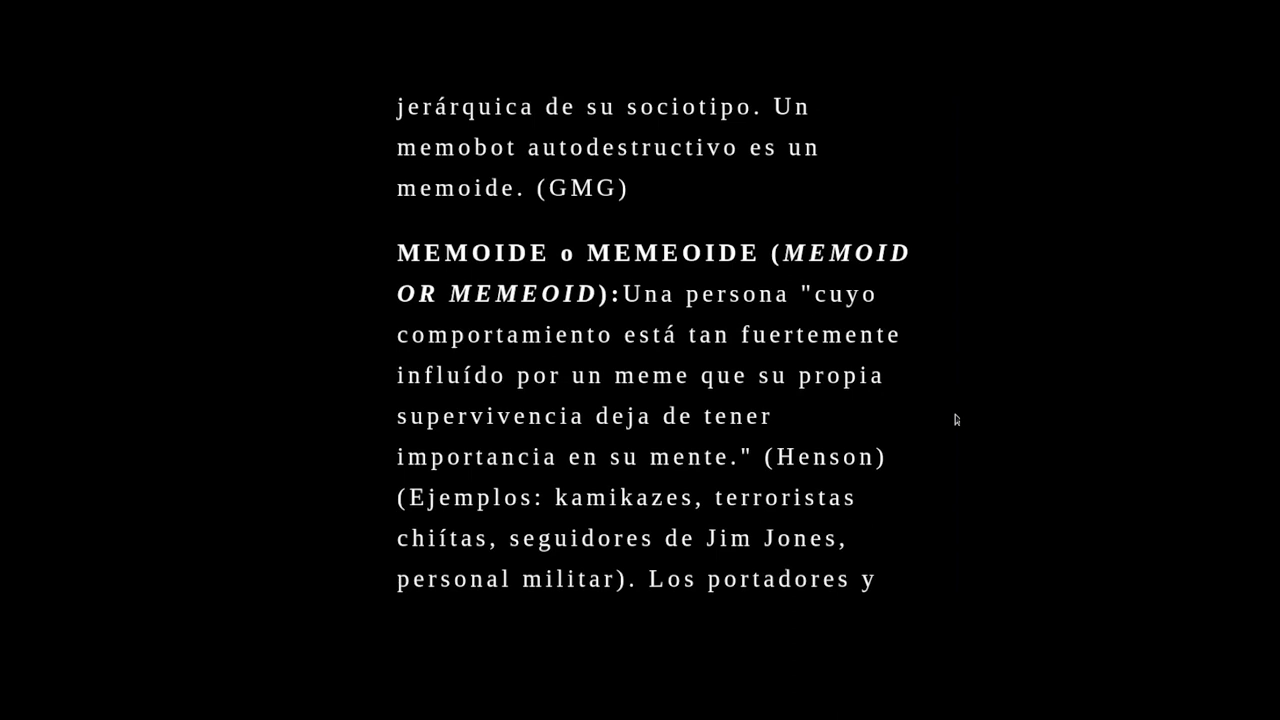 jerárquica de su sociotipo. Un
memobot autodestructivo es un
memoide. (GMG)
MEMOIDE o MEMEOIDE (MEMOID
OR MEMEOID):Una persona "cuyo
comportamiento está tan fuertemente
influído por un meme que su propia
supervivencia deja de tener
importancia en su mente." (Henson)
(Ejemplos: kamikazes, terroristas
chiítas, seguidores de Jim Jones,
personal militar). Los portadores y